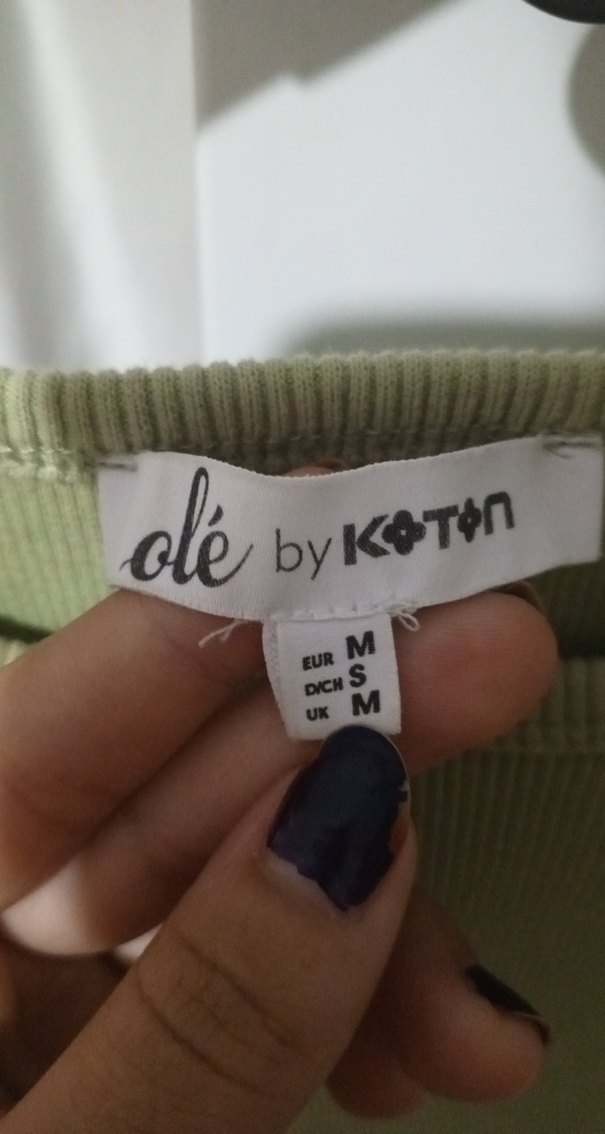 olé by KOTON
EUR M
D/CH S
UK M